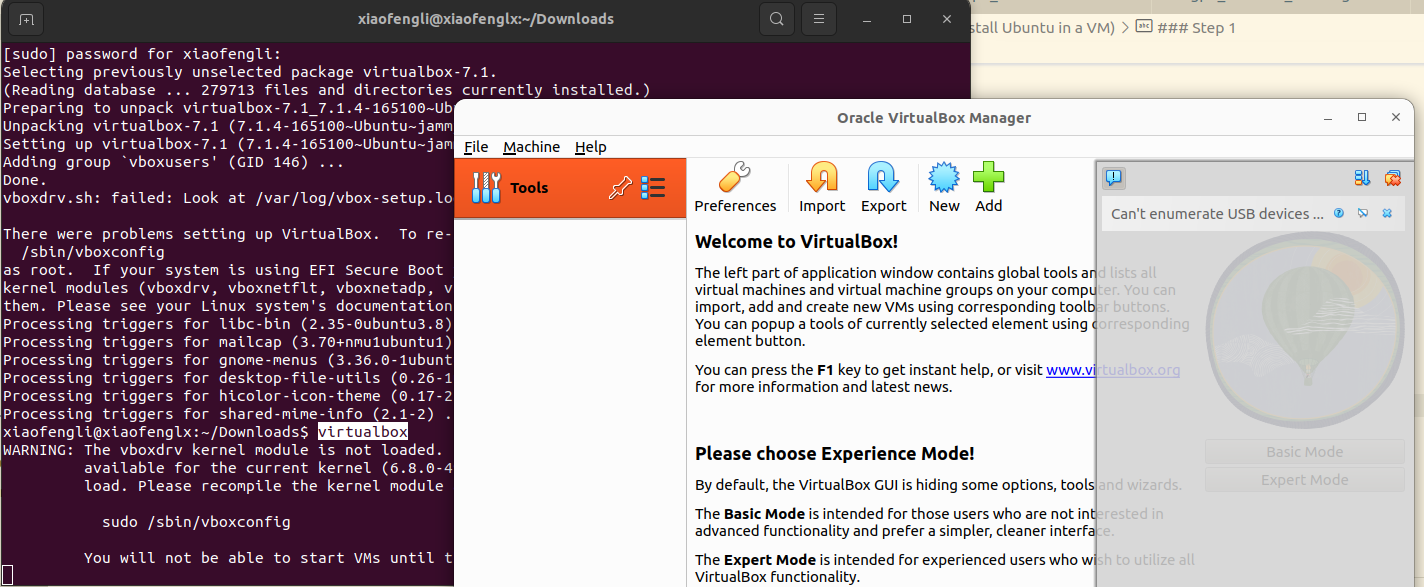 xiaofengli@xiaofenglx:~/Downloads
stall Ubuntu in a VM) > abc ### Step 1
[sudo] password for xiaofengli:
Selecting previously unselected package virtualbox-7.1.
(Reading database ... 279713 files and directories currently installed.)
Preparing to unpack virtualbox-7.1_7.1.4-165100~Ub
Unpacking virtualbox-7.1 (7.1.4-165100~Ubuntu~jamm
Setting up virtualbox-7.1 (7.1.4-165100~Ubuntu~jam
Adding group `vboxusers' (GID 146) ...
Done.
vboxdrv.sh: failed: Look at /var/log/vbox-setup.lo
There were problems setting up VirtualBox.  To re-
/sbin/vboxconfig
as root.  If your system is using EFI Secure Boot
kernel modules (vboxdrv, vboxnetflt, vboxnetadp, v
them. Please see your Linux system's documentation
Processing triggers for libc-bin (2.35-0ubuntu3.8)
Processing triggers for mailcap (3.70+nmu1ubuntu1)
Processing triggers for gnome-menus (3.36.0-1ubunt
Processing triggers for desktop-file-utils (0.26-1
Processing triggers for hicolor-icon-theme (0.17-2
Processing triggers for shared-mime-info (2.1-2) .
xiaofengli@xiaofenglx:~/Downloads$ virtualbox
WARNING: The vboxdrv kernel module is not loaded.
available for the current kernel (6.8.0-4
load. Please recompile the kernel module
sudo /sbin/vboxconfig
You will not be able to start VMs until t
Oracle VirtualBox Manager
File Machine Help
Tools
Preferences Import Export New Add
Welcome to VirtualBox!
The left part of application window contains global tools and lists all
virtual machines and virtual machine groups on your computer. You can
import, add and create new VMs using corresponding toolbar buttons.
You can popup a tools of currently selected element using corresponding
element button.
You can press the F1 key to get instant help, or visit www.virtualbox.org
for more information and latest news.
Please choose Experience Mode!
By default, the VirtualBox GUI is hiding some options, tools and wizards.
The Basic Mode is intended for those users who are not interested in
advanced functionality and prefer a simpler, cleaner interface.
The Expert Mode is intended for experienced users who wish to utilize all
VirtualBox functionality.
Can't enumerate USB devices ...
Basic Mode
Expert Mode